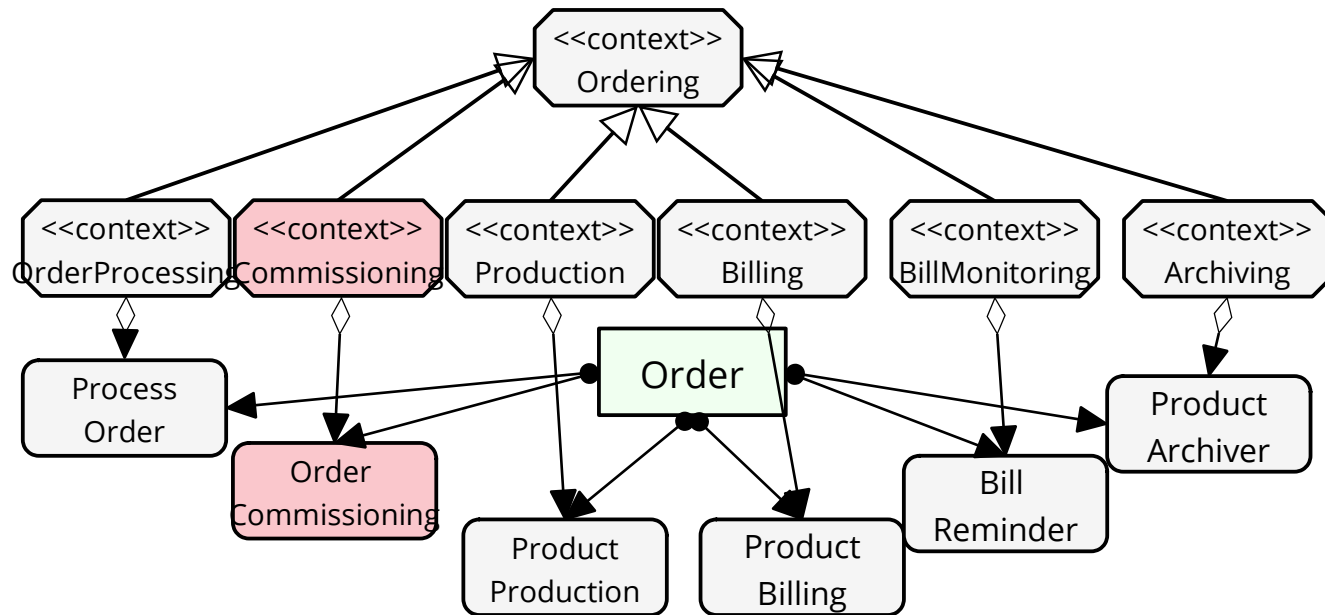 <<context>>
Ordering
<<context>>
OrderProcessing
<<context>>
Commissioning
<<context>>
Production
<<context>>
Billing
<<context>>
BillMonitoring
<<context>>
Archiving
Order
Process
Order
Order
Commissioning
Product
Production
Product
Billing
Bill
Reminder
Product
Archiver